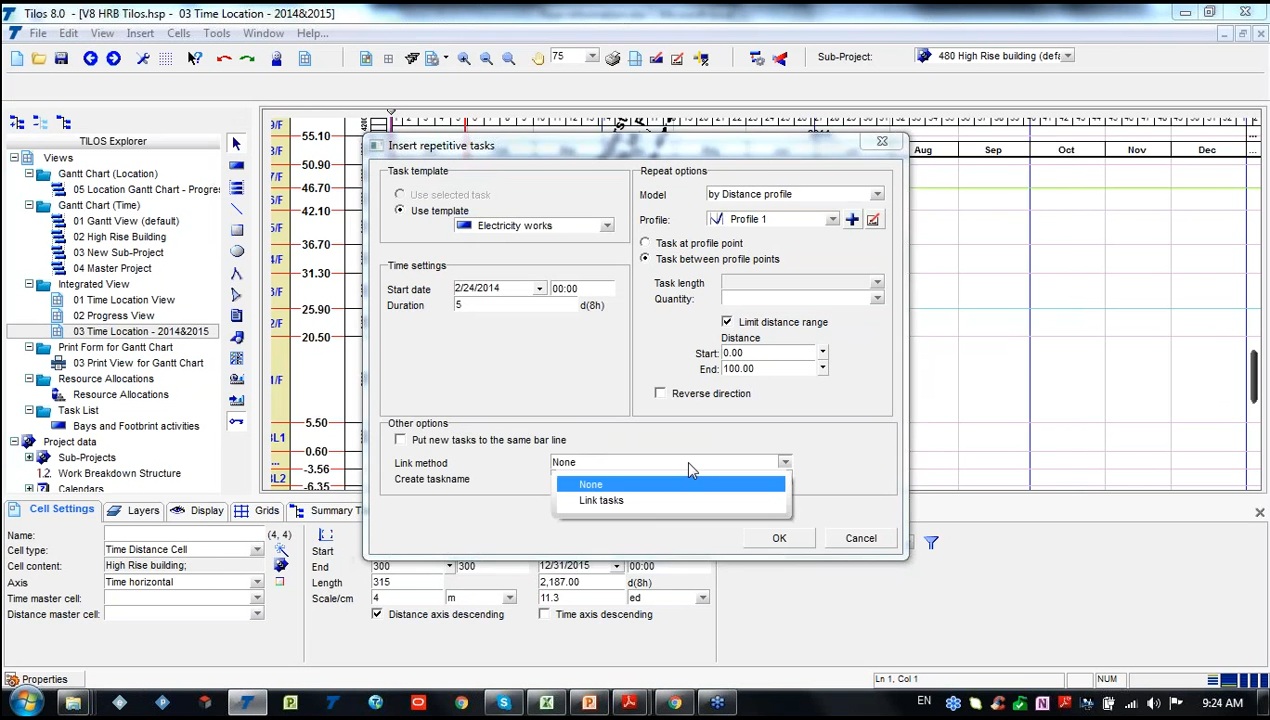 Tilos 8.0 - [V8 HRB Tilos.hsp - 03 Time Location - 2014&2015]
File Edit View Insert Cells Tools Window Help...
75
Sub-Project:
480 High Rise building (defa
TILOS Explorer
Views
Gantt Chart (Location)
05 Location Gantt Chart - Progres
Gantt Chart (Time)
01 Gantt View (default)
02 High Rise Building
03 New Sub-Project
04 Master Project
Integrated View
01 Time Location View
02 Progress View
03 Time Location - 2014&2015
Print Form for Gantt Chart
03 Print View for Gantt Chart
Resource Allocations
Resource Allocations
Task List
Bays and Footprint activities
Project data
Sub-Projects
Work Breakdown Structure
Calendars
55.10
50.90
46.70
42.10
36.70
31.30
25.90
20.50
5.50
-0.10
-3.56
-6.35
Aug Sep Oct Nov Dec
Insert repetitive tasks
Task template
Use selected task
Use template
Electricity works
Time settings
Start date 2/24/2014 00:00
Duration 5 d(8h)
Repeat options
Model by Distance profile
Profile: Profile 1
Task at profile point
Task between profile points
Task length
Quantity:
Limit distance range
Distance
Start: 0.00
End: 100.00
Reverse direction
Other options
Put new tasks to the same bar line
Link method None
Create taskname
None
Link tasks
OK Cancel
Cell Settings Layers Display Grids Summary T
Name: (4, 4)
Cell type: Time Distance Cell
Cell content: High Rise building;
Axis Time horizontal
Time master cell:
Distance master cell:
Start
End 300 300 12/31/2015 00:00
Length 315 2,187.00 d(8h)
Scale/cm 4 m 11.3 ed
Distance axis descending Time axis descending
Properties
Ln 1, Col 1 NUM
EN 9:24 AM